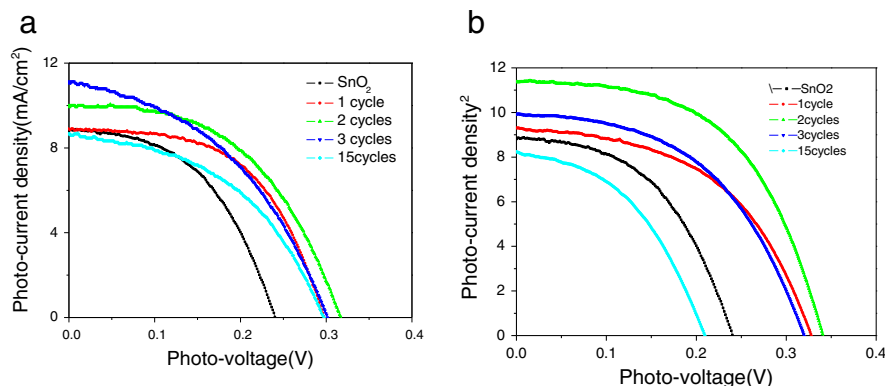 a
Photo-current density(mA/cm²)
12
8
4
0
0.0
0.1
0.2
0.3
0.4
Photo-voltage(V)
SnO₂
1 cycle
2 cycles
3 cycles
15cycles
b
Photo-current density²
12
10
8
6
4
2
0
0.0
0.1
0.2
0.3
0.4
Photo-voltage(V)
\–SnO2
1cycle
2cycles
3cycles
15cycles